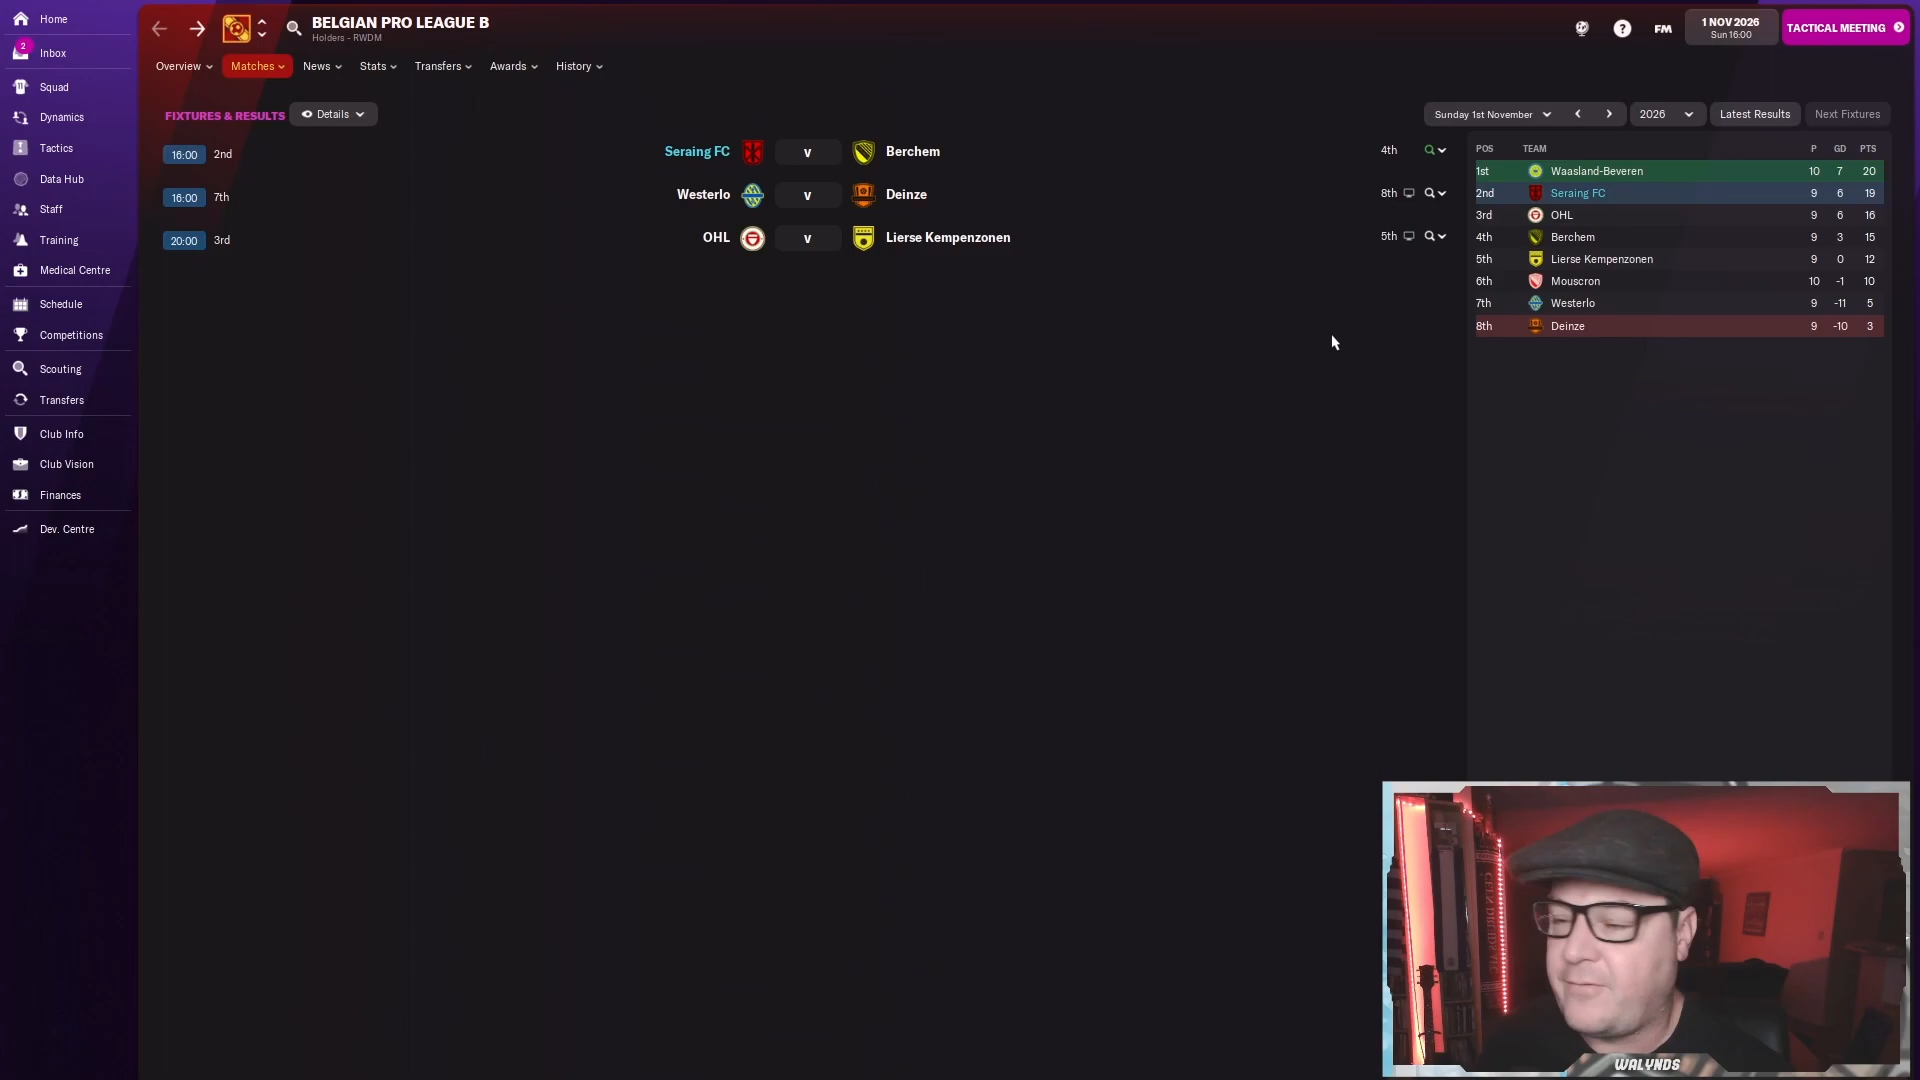 Home
2
Inbox
Squad
Dynamics
Tactics
Data Hub
Staff
Training
Medical Centre
Schedule
Competitions
Scouting
Transfers
Club Info
Club Vision
Finances
Dev. Centre
BELGIAN PRO LEAGUE B
Holders - RWDM
FM
1 NOV 2026
Sun 16:00
TACTICAL MEETING
Overview Matches News Stats Transfers Awards History
FIXTURES & RESULTS Details
Sunday 1st November 2026 Latest Results Next Fixtures
16:00 2nd Seraing FC v Berchem 4th
16:00 7th Westerlo v Deinze 8th
20:00 3rd OHL v Lierse Kempenzonen 5th
POS TEAM P GD PTS
1st Waasland-Beveren 10 7 20
2nd Seraing FC 9 6 19
3rd OHL 9 6 16
4th Berchem 9 3 15
5th Lierse Kempenzonen 9 0 12
6th Mouscron 10 -1 10
7th Westerlo 9 -11 5
8th Deinze 9 -10 3
WALYNDS